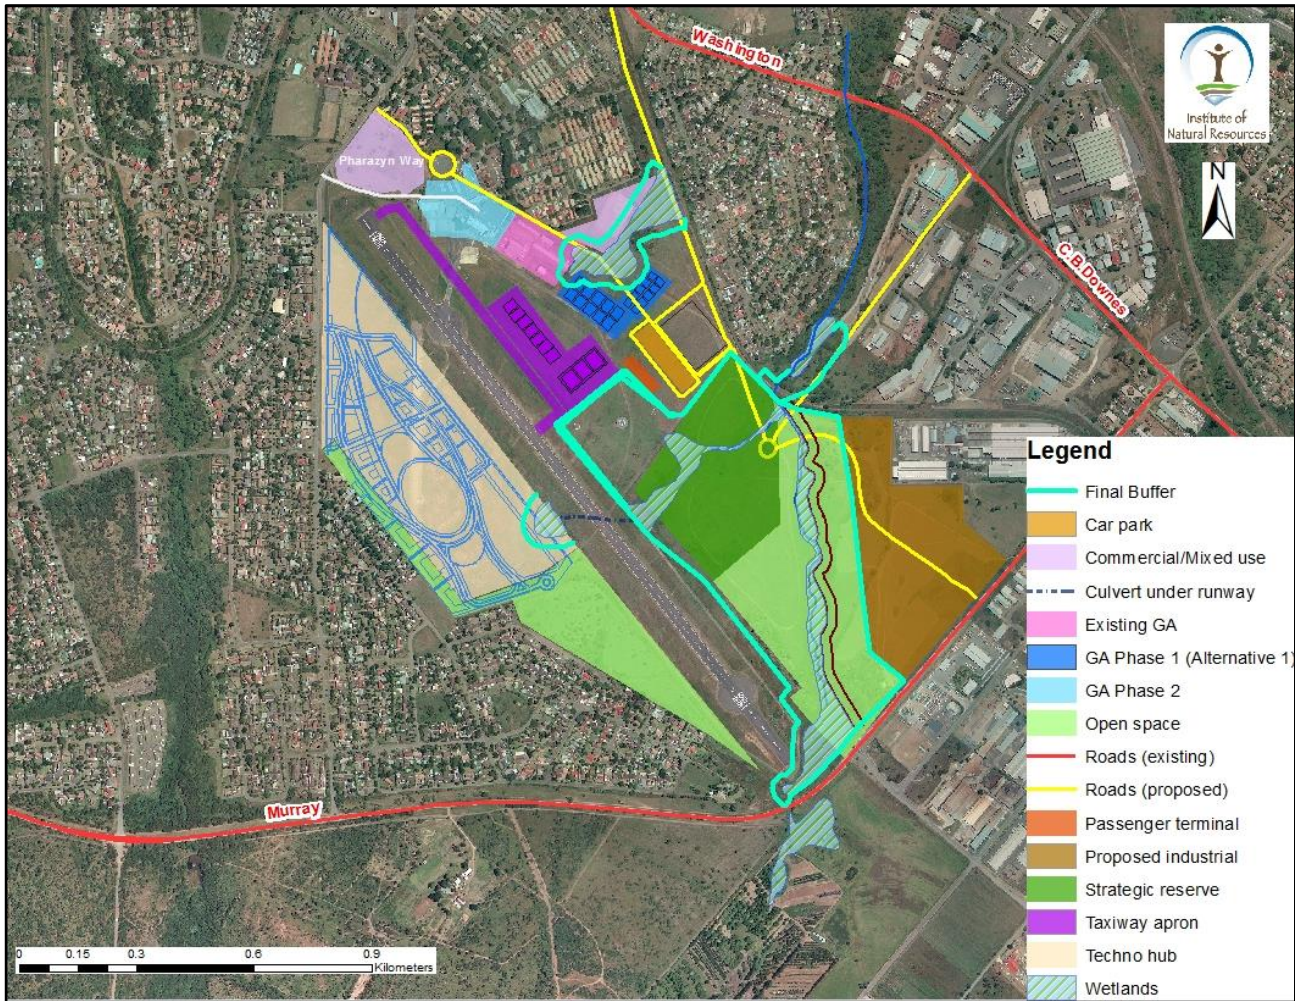 Washington
Institute of
Natural Resources
N
Pharazyn Way
C.B.Downes
Murray
Legend
Final Buffer
Car park
Commercial/Mixed use
Culvert under runway
Existing GA
GA Phase 1 (Alternative 1)
GA Phase 2
Open space
Roads (existing)
Roads (proposed)
Passenger terminal
Proposed industrial
Strategic reserve
Taxiway apron
Techno hub
Wetlands
0 0.15 0.3 0.6 0.9
Kilometers